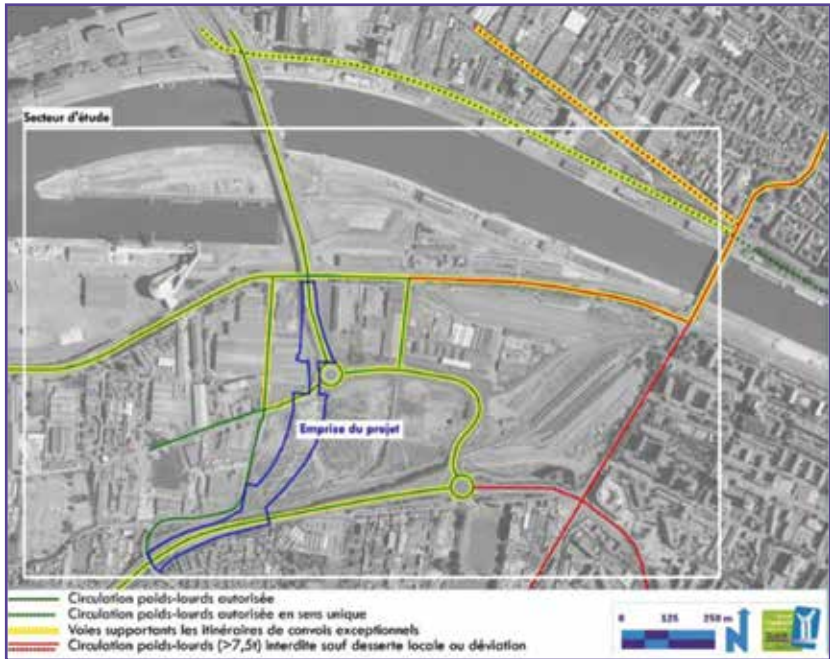 Secteur d'étude
Emprise du projet
Circulation poids-lourds autorisée
Circulation poids-lourds autorisée en sens unique
Voies supportants les itinéraires de convois exceptionnels
Circulation poids-lourds (>7,5t) interdite sauf desserte locale ou déviation
0 125 250 m
N